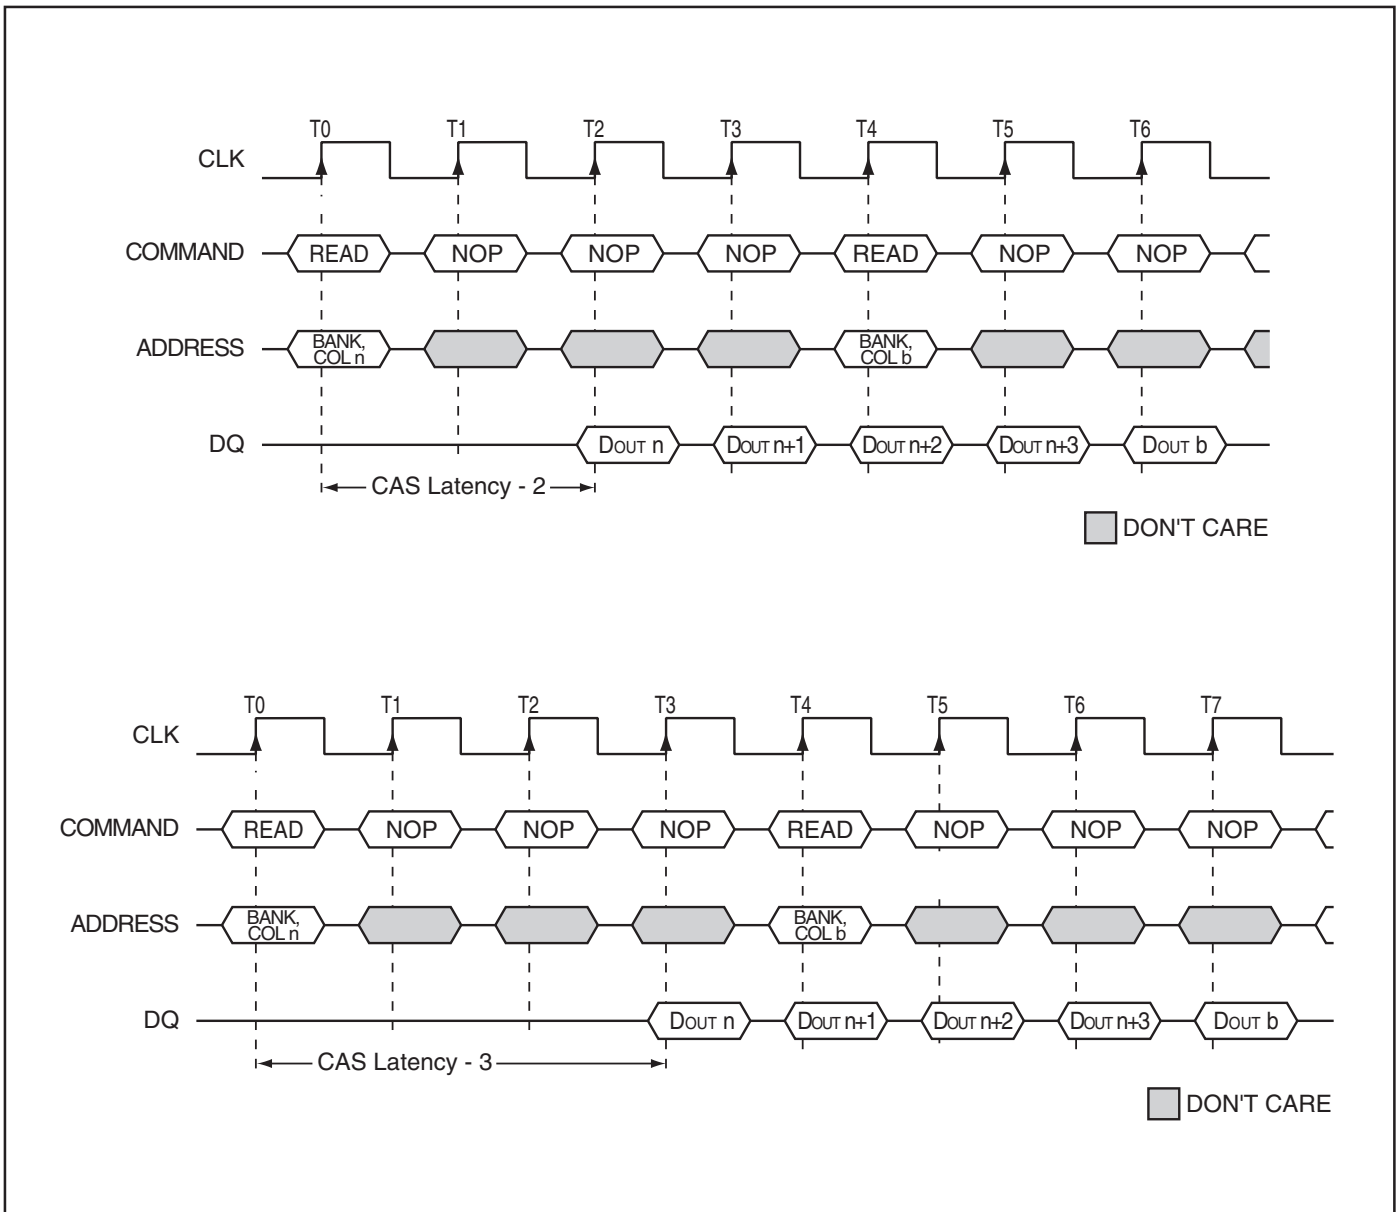 T0 T1 T2 T3 T4 T5 T6
CLK
COMMAND READ NOP NOP NOP READ NOP NOP
ADDRESS BANK, COL n BANK, COL b
DQ DOUT n DOUT n+1 DOUT n+2 DOUT n+3 DOUT b
CAS Latency - 2
DON'T CARE
T0 T1 T2 T3 T4 T5 T6 T7
CLK
COMMAND READ NOP NOP NOP READ NOP NOP NOP
ADDRESS BANK, COL n BANK, COL b
DQ DOUT n DOUT n+1 DOUT n+2 DOUT n+3 DOUT b
CAS Latency - 3
DON'T CARE